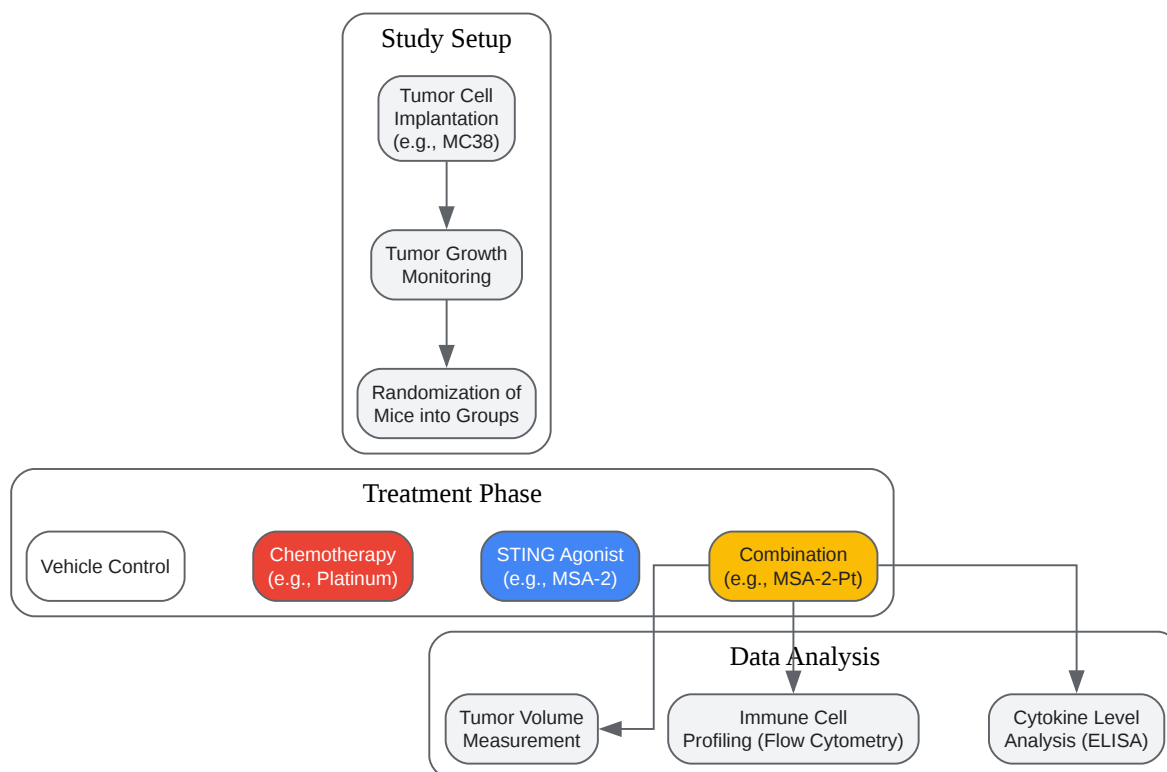 Study Setup
Tumor Cell
Implantation
(e.g., MC38)
Tumor Growth
Monitoring
Randomization of
Mice into Groups
Treatment Phase
Vehicle Control
Chemotherapy
(e.g., Platinum)
STING Agonist
(e.g., MSA-2)
Combination
(e.g., MSA-2-Pt)
Data Analysis
Tumor Volume
Measurement
Immune Cell
Profiling (Flow Cytometry)
Cytokine Level
Analysis (ELISA)